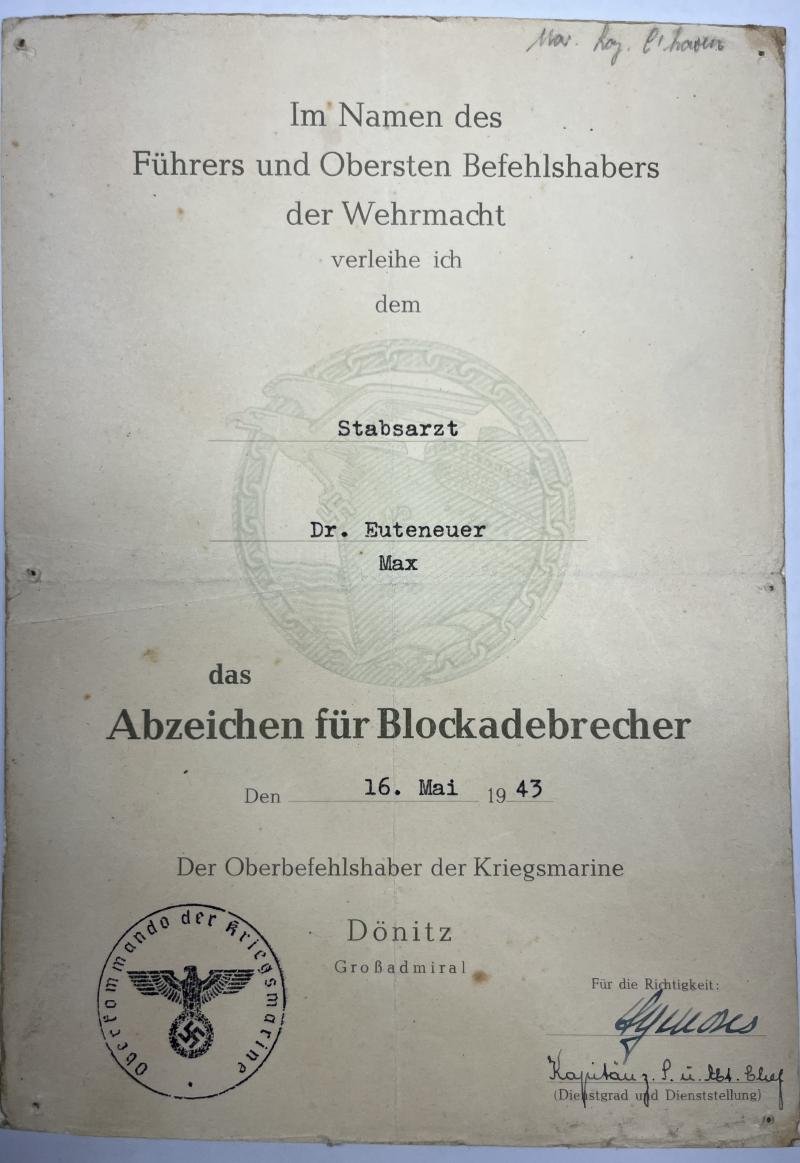 Mar. Laz. C'haven
Im Namen des
Führers und Obersten Befehlshabers
der Wehrmacht
verleihe ich
dem
Stabsarzt
Dr. Euteneuer
Max
das
Abzeichen für Blockadebrecher
Den 16. Mai 1943
Der Oberbefehlshaber der Kriegsmarine
Dönitz
Großadmiral
Oberkommando der Kriegsmarine
Für die Richtigkeit:
Kapitän z. S. u. Abt. Chef
(Dienstgrad und Dienststellung)